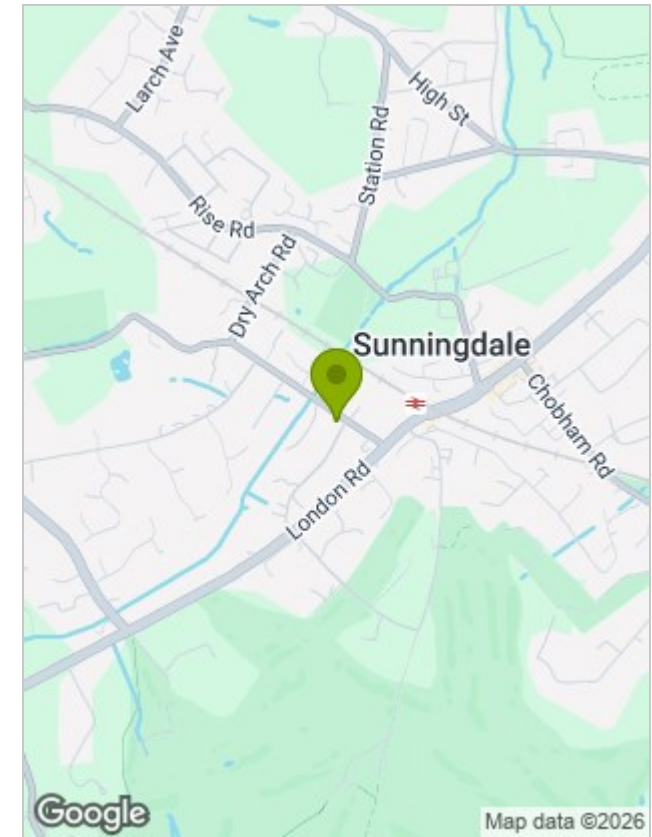 Larch Ave
High St
Station Rd
Rise Rd
Dry Arch Rd
Sunningdale
Chobham Rd
London Rd
Google
Map data ©2026